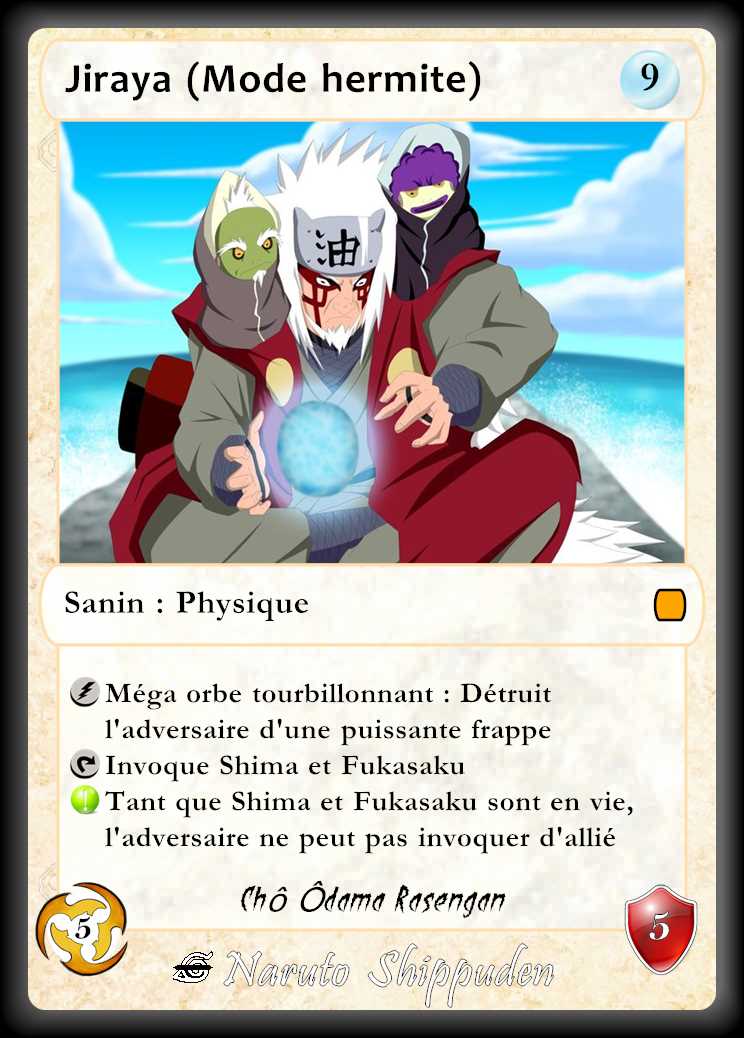 Jiraya (Mode hermite)
9
油
Sanin : Physique
Méga orbe tourbillonnant : Détruit
l'adversaire d'une puissante frappe
Invoque Shima et Fukasaku
Tant que Shima et Fukasaku sont en vie,
l'adversaire ne peut pas invoquer d'allié
Chô Ôdama Rasengan
5
5
Naruto Shippuden